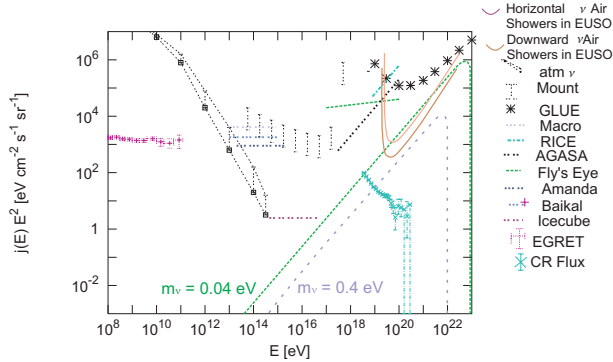 Horizontal ν Air
Showers in EUSO
Downward νAir
Showers in EUSO
atm ν
Mount
GLUE
Macro
RICE
AGASA
Fly's Eye
Amanda
Baikal
Icecube
EGRET
CR Flux
j(E) E² [eV cm⁻² s⁻¹ sr⁻¹]
10⁶
10⁴
10²
1
10⁻²
mν = 0.04 eV
mν = 0.4 eV
10⁸ 10¹⁰ 10¹² 10¹⁴ 10¹⁶ 10¹⁸ 10²⁰ 10²²
E [eV]